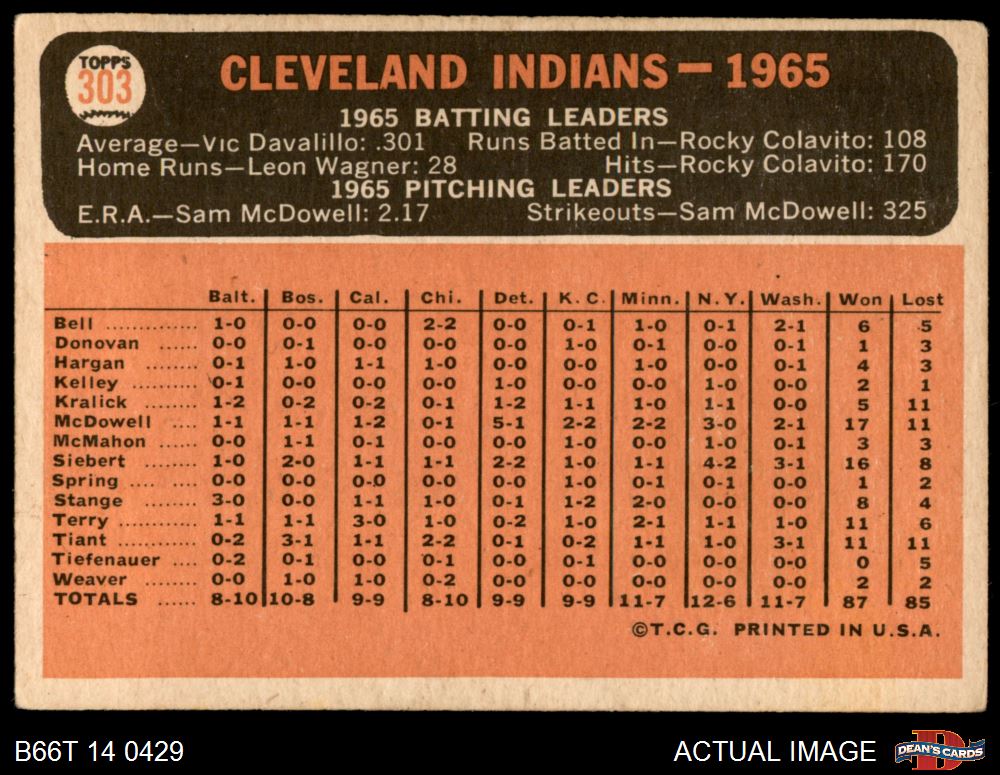 TOPPS
303
CLEVELAND INDIANS — 1965
1965 BATTING LEADERS
Average—Vic Davalillo: .301 Runs Batted In—Rocky Colavito: 108
Home Runs—Leon Wagner: 28 Hits—Rocky Colavito: 170
1965 PITCHING LEADERS
E.R.A.—Sam McDowell: 2.17 Strikeouts—Sam McDowell: 325
Balt. Bos. Cal. Chi. Det. K. C. Minn. N.Y. Wash. Won Lost
Bell ............. 1-0 0-0 0-0 2-2 0-0 0-1 1-0 0-1 2-1 6 5
Donovan ...... 0-0 0-1 0-0 0-0 0-0 1-0 0-1 0-0 0-1 1 3
Hargan ........ 0-1 1-0 1-1 1-0 0-0 0-0 1-0 0-0 0-1 4 3
Kelley ......... 0-1 0-0 0-0 0-0 1-0 0-0 0-0 1-0 0-0 2 1
Kralick ........ 1-2 0-2 0-2 0-1 1-2 1-1 1-0 1-1 0-0 5 11
McDowell .... 1-1 1-1 1-2 0-1 5-1 2-2 2-2 3-0 2-1 17 11
McMahon ..... 0-0 1-1 0-1 0-0 0-0 1-0 0-0 1-0 0-1 3 3
Siebert ........ 1-0 2-0 1-1 1-1 2-2 1-0 1-1 4-2 3-1 16 8
Spring .... .... 0-0 0-0 0-0 0-0 0-0 1-0 0-1 0-1 0-0 1 2
Stange ........ 3-0 0-0 1-1 1-0 0-1 1-2 2-0 0-0 0-0 8 4
Terry ........... 1-1 1-1 3-0 1-0 0-2 1-0 2-1 1-1 1-0 11 6
Tiant ............ 0-2 3-1 1-1 2-2 0-1 0-2 1-1 1-0 3-1 11 11
Tiefenauer .... 0-2 0-1 0-0 0-1 0-0 0-1 0-0 0-0 0-0 0 5
Weaver ........ 0-0 1-0 1-0 0-2 0-0 0-0 0-0 0-0 0-0 2 2
TOTALS ...... 8-10 10-8 9-9 8-10 9-9 9-9 11-7 12-6 11-7 87 85
©T.C.G. PRINTED IN U.S.A.
B66T 14 0429 ACTUAL IMAGE
DEAN'S CARDS